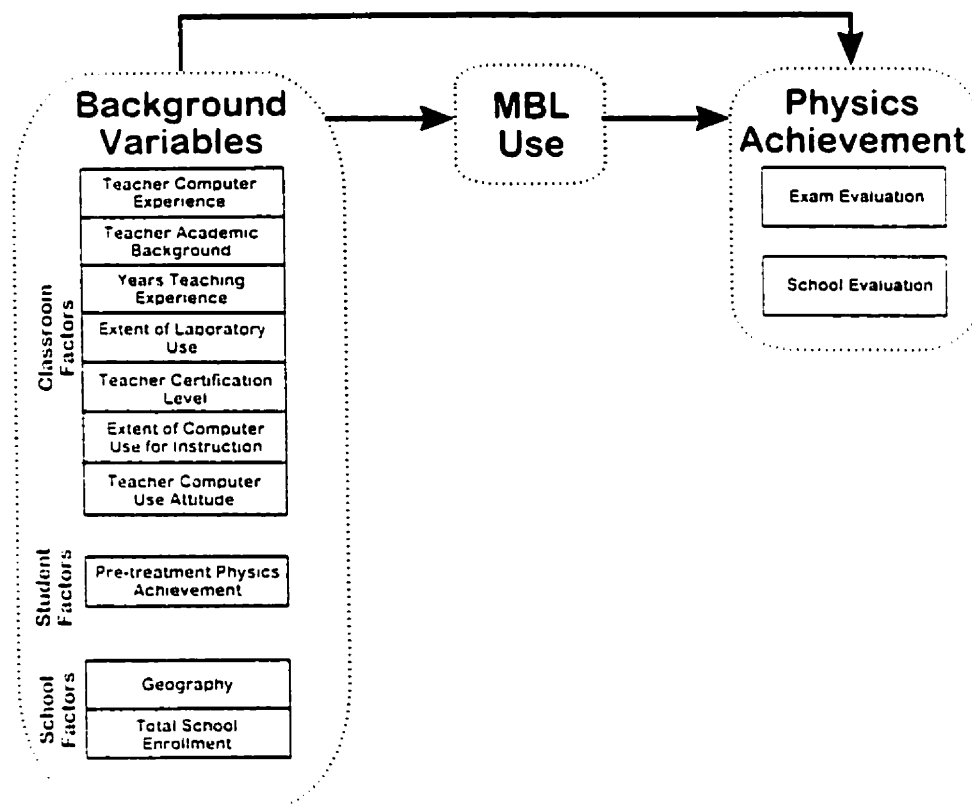 Background
Variables
MBL
Use
Physics
Achievement
Classroom
Factors
Teacher Computer
Experience
Teacher Academic
Background
Years Teaching
Experience
Extent of Laboratory
Use
Teacher Certification
Level
Extent of Computer
Use for Instruction
Teacher Computer
Use Attitude
Student
Factors
Pre-treatment Physics
Achievement
School
Factors
Geography
Total School
Enrollment
Exam Evaluation
School Evaluation